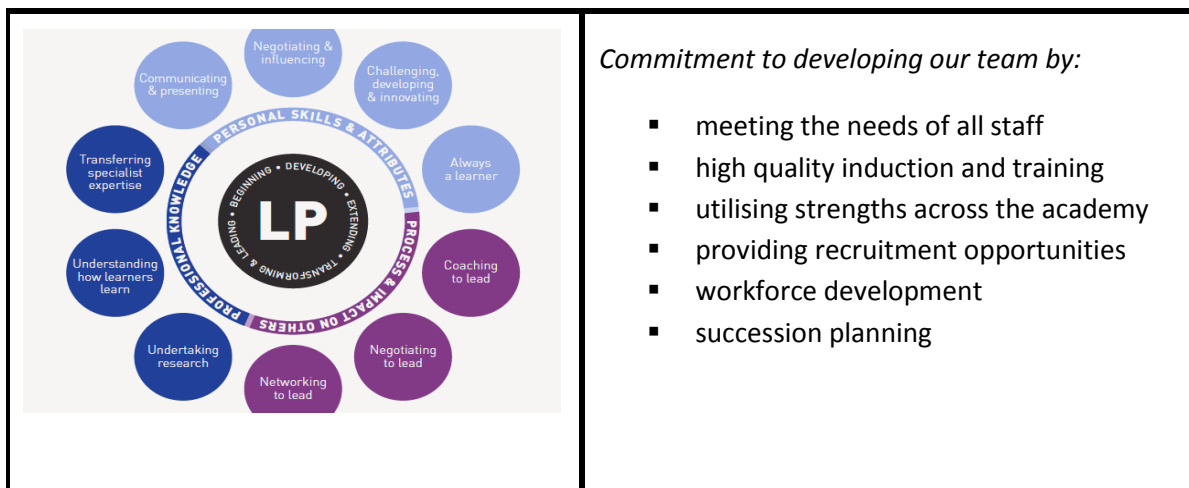 Negotiating &
influencing
Communicating
& presenting
Challenging,
developing
& innovating
Transferring
specialist
expertise
Always
a learner
Understanding
how learners
learn
Coaching
to lead
Undertaking
research
Networking
to lead
Negotiating
to lead
PERSONAL SKILLS & ATTRIBUTES
PROCESS & IMPACT ON OTHERS
PROFESSIONAL KNOWLEDGE
BEGINNING • DEVELOPING • EXTENDING • TRANSFORMING & LEADING •
LP
Commitment to developing our team by:
▪ meeting the needs of all staff
▪ high quality induction and training
▪ utilising strengths across the academy
▪ providing recruitment opportunities
▪ workforce development
▪ succession planning